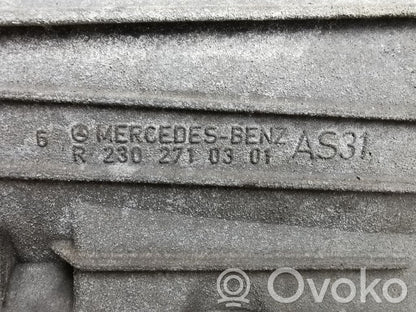 6 MERCEDES-BENZ AS31
R 230 271 03 01
Ovoko